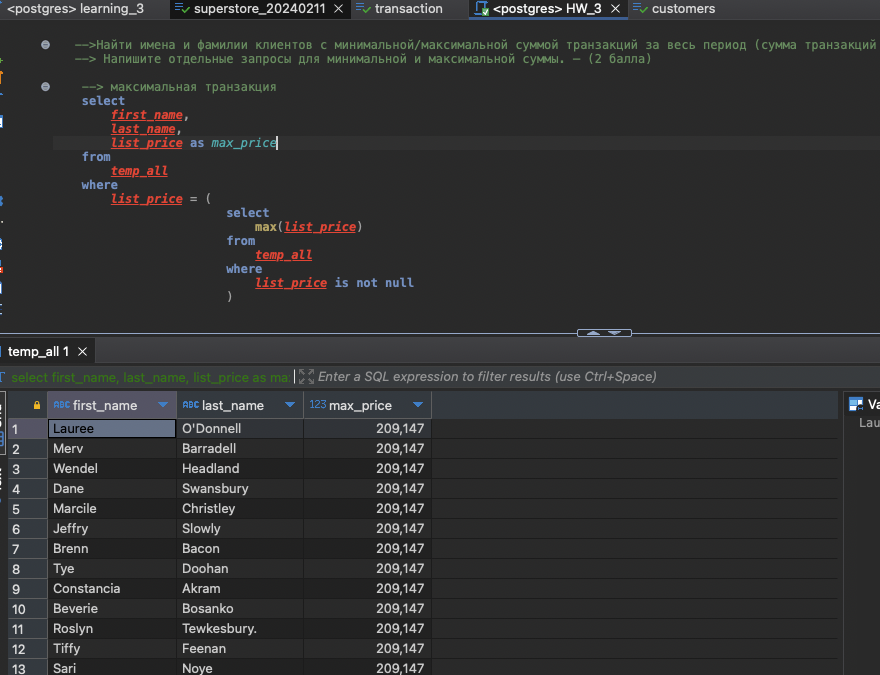 <postgres> learning_3
superstore_20240211
transaction
<postgres> HW_3
customers
-->Найти имена и фамилии клиентов с минимальной/максимальной суммой транзакций за весь период (сумма транзакций
--> Напишите отдельные запросы для минимальной и максимальной суммы. — (2 балла)
--> максимальная транзакция
select
first_name,
last_name,
list_price as max_price
from
temp_all
where
list_price = (
select
max(list_price)
from
temp_all
where
list_price is not null
)
temp_all 1
select first_name, last_name, list_price as ma
Enter a SQL expression to filter results (use Ctrl+Space)
ABC first_name ABC last_name 123 max_price
1 Lauree O'Donnell 209,147
2 Merv Barradell 209,147
3 Wendel Headland 209,147
4 Dane Swansbury 209,147
5 Marcile Christley 209,147
6 Jeffry Slowly 209,147
7 Brenn Bacon 209,147
8 Tye Doohan 209,147
9 Constancia Akram 209,147
10 Beverie Bosanko 209,147
11 Roslyn Tewkesbury. 209,147
12 Tiffy Feenan 209,147
13 Sari Noye 209,147
Va
Lau